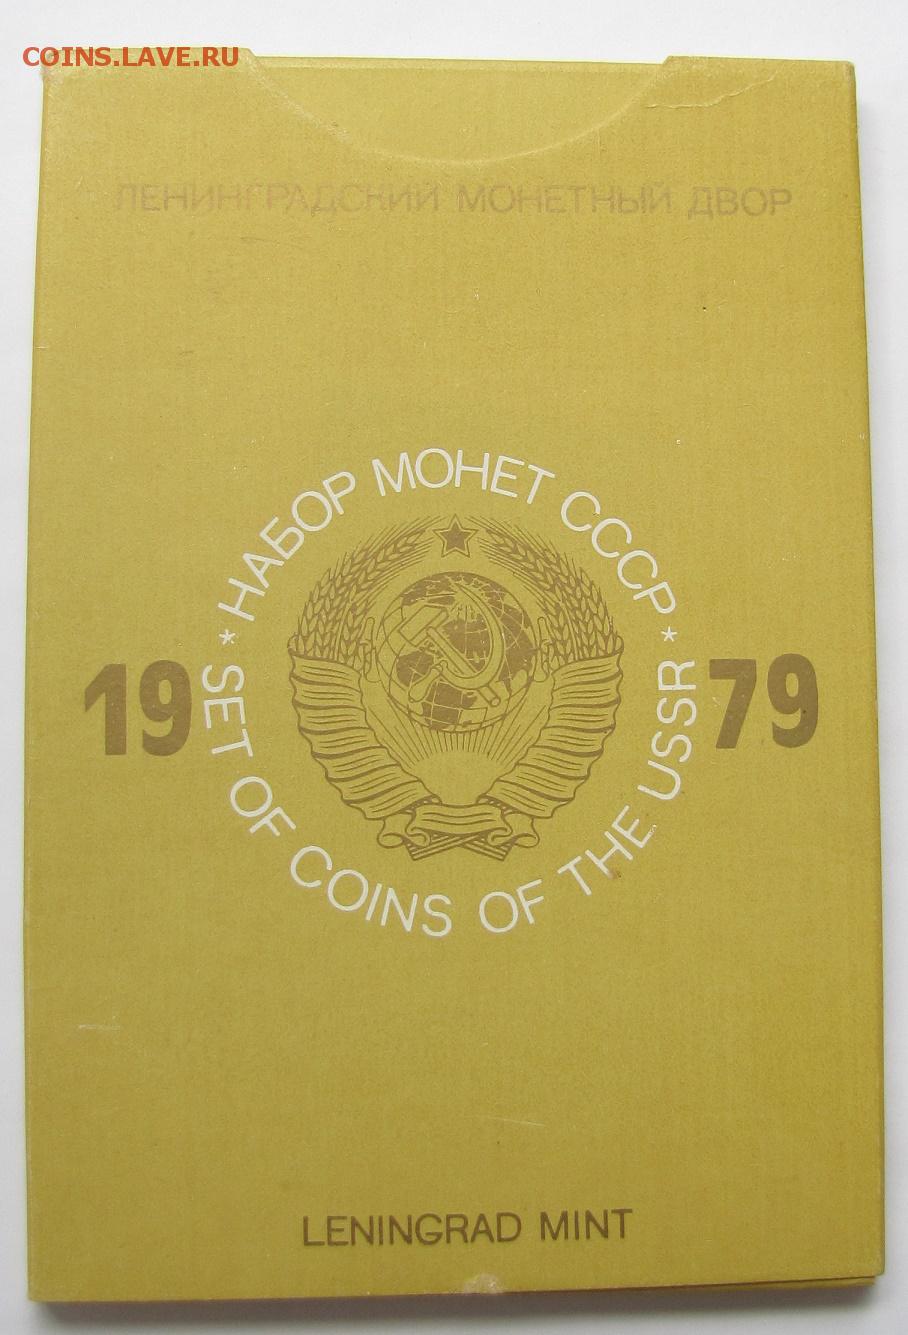 COINS.LAVE.RU
ЛЕНИНГРАДСКИЙ МОНЕТНЫЙ ДВОР
* НАБОР МОНЕТ СССР *
19 79
SET OF COINS OF THE USSR
LENINGRAD MINT